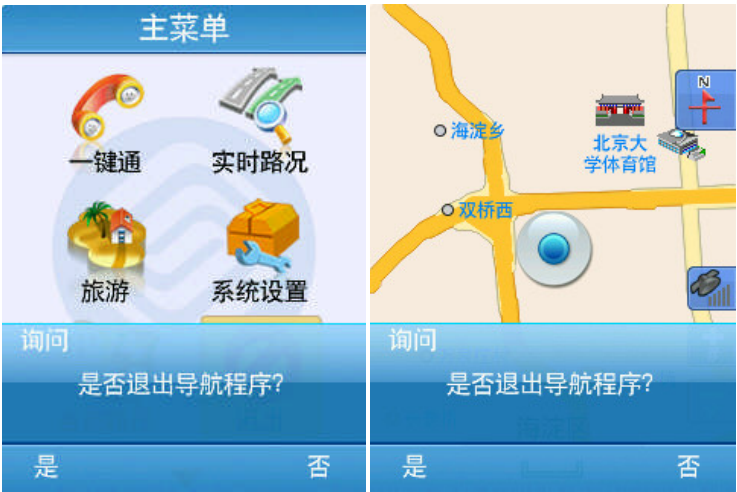 主菜单
一键通 实时路况
旅游 系统设置
询问
是否退出导航程序?
是 否
N
海淀乡
北京大
学体育馆
双桥西
询问
是否退出导航程序?
是 否